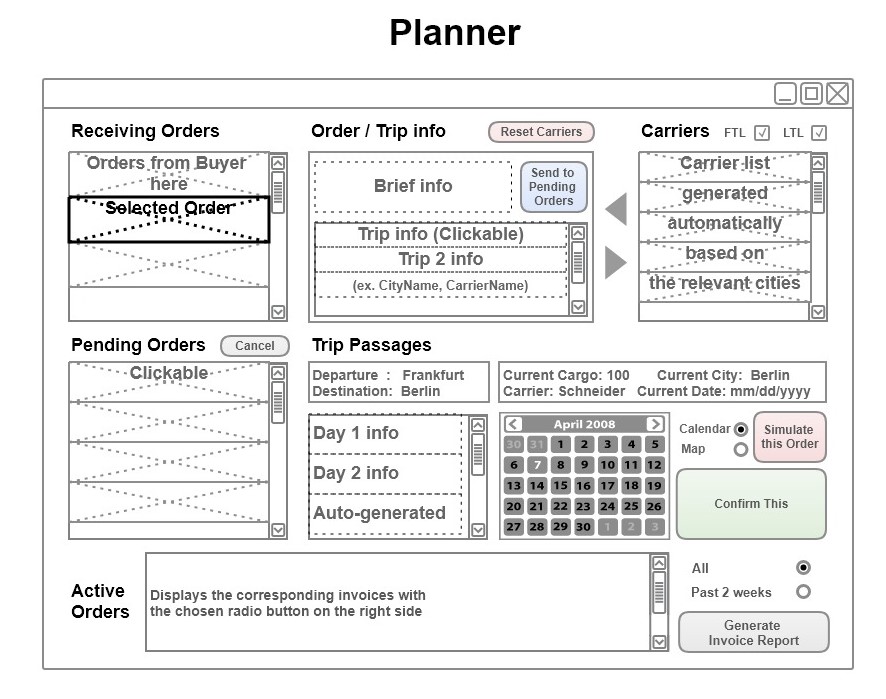 Planner
Receiving Orders
Orders from Buyer
here
Selected Order
Order / Trip info
Reset Carriers
Brief info
Send to
Pending
Orders
Trip info (Clickable)
Trip 2 info
(ex. CityName, CarrierName)
Carriers
FTL
LTL
Carrier list
generated
automatically
based on
the relevant cities
Pending Orders
Cancel
Clickable
Trip Passages
Departure : Frankfurt
Destination: Berlin
Current Cargo: 100 Current City: Berlin
Carrier: Schneider Current Date: mm/dd/yyyy
Day 1 info
Day 2 info
Auto-generated
April 2008
30 31 1 2 3 4 5
6 7 8 9 10 11 12
13 14 15 16 17 18 19
20 21 22 23 24 25 26
27 28 29 30 1 2 3
Calendar
Map
Simulate
this Order
Confirm This
Active
Orders
Displays the corresponding invoices with
the chosen radio button on the right side
All
Past 2 weeks
Generate
Invoice Report